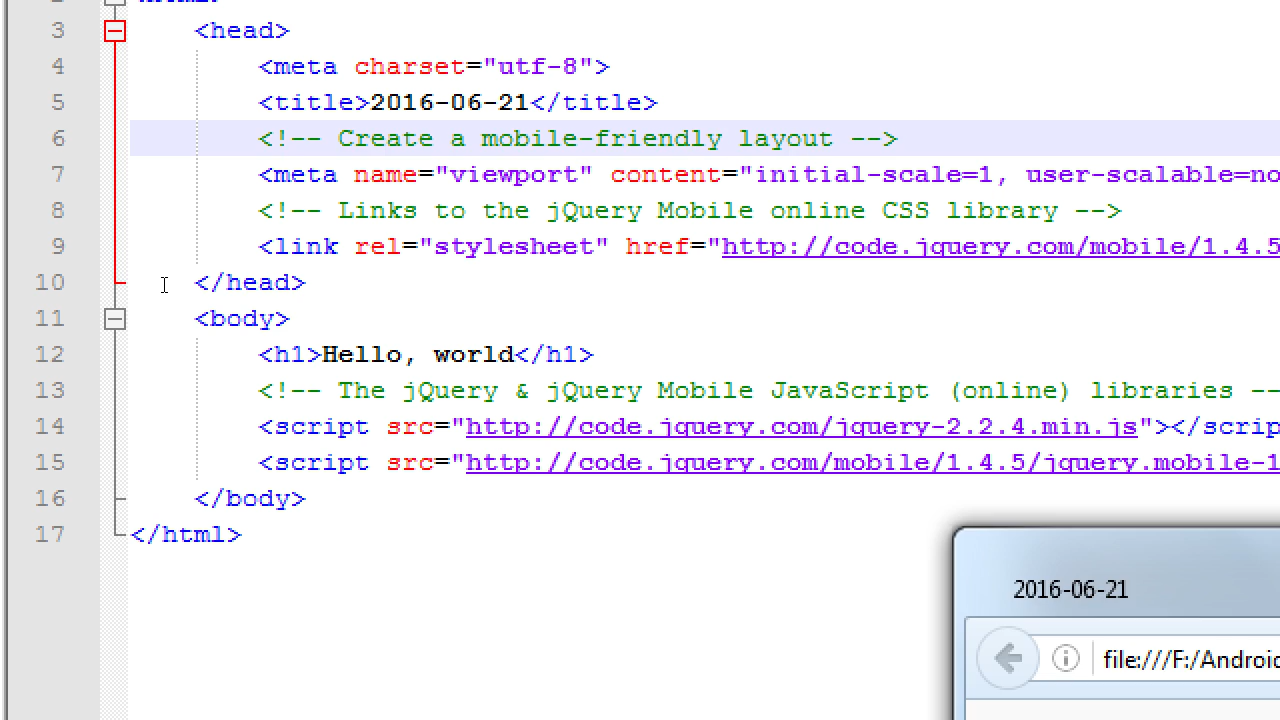 3 <head>
4 <meta charset="utf-8">
5 <title>2016-06-21</title>
6 <!-- Create a mobile-friendly layout -->
7 <meta name="viewport" content="initial-scale=1, user-scalable=no
8 <!-- Links to the jQuery Mobile online CSS library -->
9 <link rel="stylesheet" href="http://code.jquery.com/mobile/1.4.5
10 </head>
11 <body>
12 <h1>Hello, world</h1>
13 <!-- The jQuery & jQuery Mobile JavaScript (online) libraries --
14 <script src="http://code.jquery.com/jquery-2.2.4.min.js"></scrip
15 <script src="http://code.jquery.com/mobile/1.4.5/jquery.mobile-1
16 </body>
17 </html>
2016-06-21
file:///F:/Androic